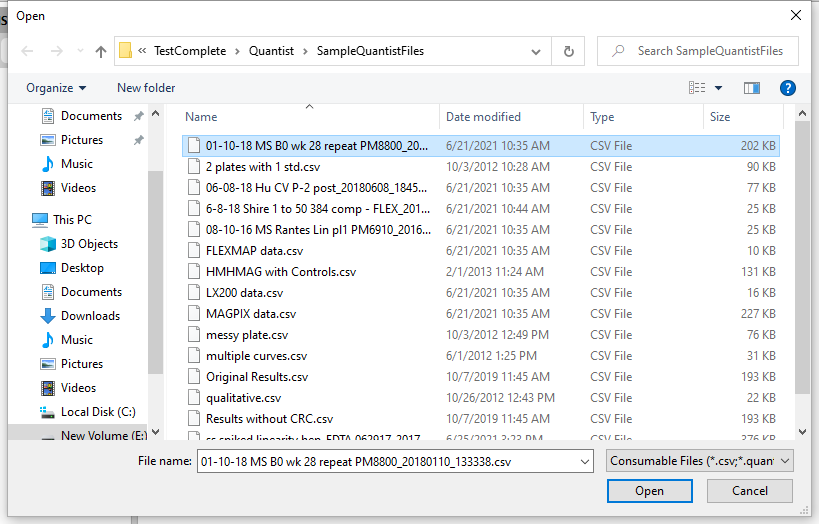 Open
« TestComplete > Quantist > SampleQuantistFiles
Search SampleQuantistFiles
Organize
New folder
Documents
Pictures
Music
Videos
This PC
3D Objects
Desktop
Documents
Downloads
Music
Pictures
Videos
Local Disk (C:)
New Volume (E:)
Name Date modified Type Size
01-10-18 MS B0 wk 28 repeat PM8800_20... 6/21/2021 10:35 AM CSV File 202 KB
2 plates with 1 std.csv 10/3/2012 10:28 AM CSV File 90 KB
06-08-18 Hu CV P-2 post_20180608_1845... 6/21/2021 10:35 AM CSV File 77 KB
6-8-18 Shire 1 to 50 384 comp - FLEX_201... 6/21/2021 10:44 AM CSV File 25 KB
08-10-16 MS Rantes Lin pl1 PM6910_2016... 6/21/2021 10:35 AM CSV File 25 KB
FLEXMAP data.csv 6/21/2021 10:35 AM CSV File 10 KB
HMHMAG with Controls.csv 2/1/2013 11:24 AM CSV File 131 KB
LX200 data.csv 6/21/2021 10:35 AM CSV File 16 KB
MAGPIX data.csv 6/21/2021 10:35 AM CSV File 227 KB
messy plate.csv 10/3/2012 12:49 PM CSV File 76 KB
multiple curves.csv 6/1/2012 1:25 PM CSV File 31 KB
Original Results.csv 10/7/2019 11:45 AM CSV File 193 KB
qualitative.csv 10/26/2012 12:43 PM CSV File 22 KB
Results without CRC.csv 10/7/2019 11:45 AM CSV File 193 KB
ss spiked linearity hep_EDTA_062917_2017... 6/25/2021 3:23 PM CSV File 376 KB
File name: 01-10-18 MS B0 wk 28 repeat PM8800_20180110_133338.csv
Consumable Files (*.csv;*.quan
Open
Cancel